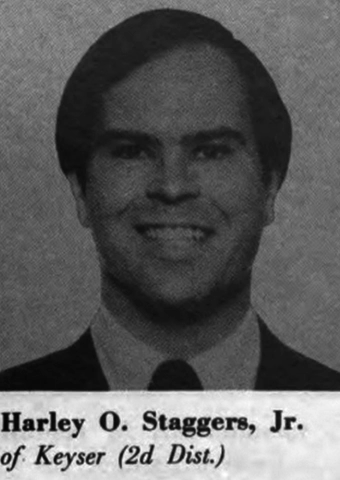 Harley O. Staggers, Jr.
of Keyser (2d Dist.)